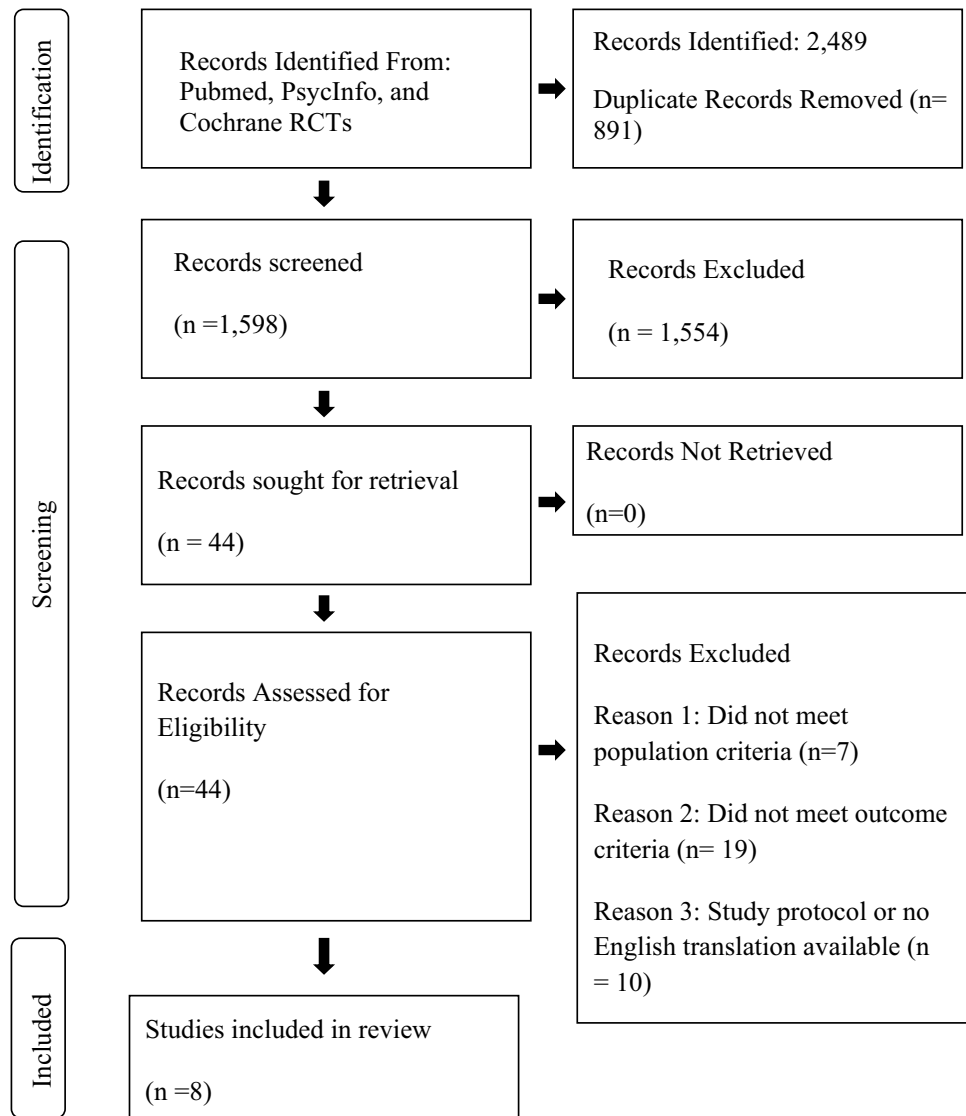 Identification
Records Identified From:
Pubmed, PsycInfo, and
Cochrane RCTs
Records Identified: 2,489
Duplicate Records Removed (n=
891)
Screening
Records screened
(n =1,598)
Records Excluded
(n = 1,554)
Records sought for retrieval
(n = 44)
Records Not Retrieved
(n=0)
Records Assessed for
Eligibility
(n=44)
Records Excluded
Reason 1: Did not meet
population criteria (n=7)
Reason 2: Did not meet outcome
criteria (n= 19)
Reason 3: Study protocol or no
English translation available (n
= 10)
Included
Studies included in review
(n =8)